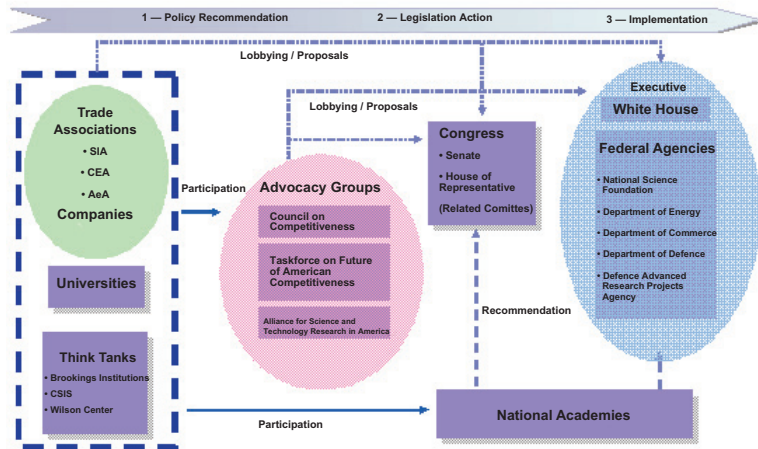 1 — Policy Recommendation
2 — Legislation Action
3 — Implementation
Lobbying / Proposals
Lobbying / Proposals
Trade
Associations
• SIA
• CEA
• AeA
Companies
Universities
Think Tanks
• Brookings Institutions
• CSIS
• Wilson Center
Participation
Advocacy Groups
Council on
Competitiveness
Taskforce on Future
of American
Competitiveness
Alliance for Science and
Technology Research in America
Congress
• Senate
• House of
Representative
(Related Comittes)
Recommendation
Executive
White House
Federal Agencies
• National Science
Foundation
• Department of Energy
• Department of Commerce
• Department of Defence
• Defence Advanced
Research Projects
Agency
Participation
National Academies